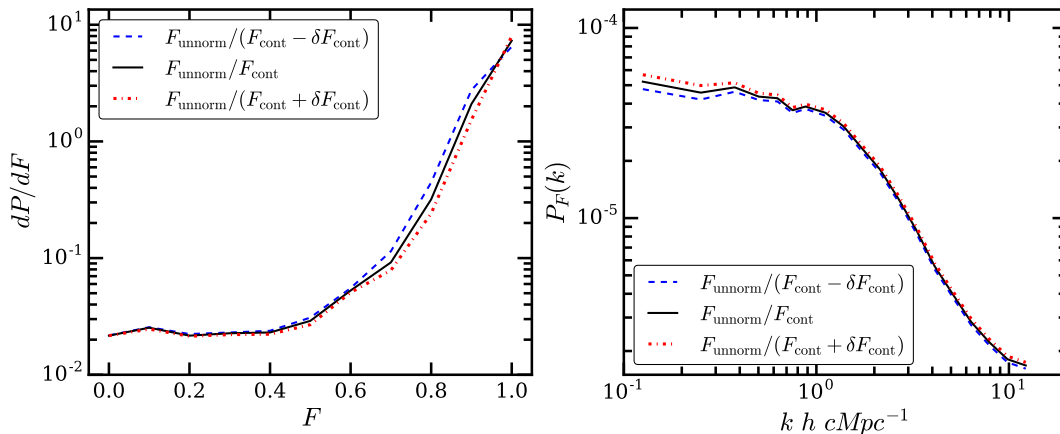 10^1
10^0
10^{-1}
10^{-2}
dP/dF
0.0 0.2 0.4 0.6 0.8 1.0
F
F_unnorm/(F_cont − δF_cont)
F_unnorm/F_cont
F_unnorm/(F_cont + δF_cont)
10^{-4}
10^{-5}
P_F(k)
F_unnorm/(F_cont − δF_cont)
F_unnorm/F_cont
F_unnorm/(F_cont + δF_cont)
10^{-1} 10^0 10^1
k h cMpc^{-1}